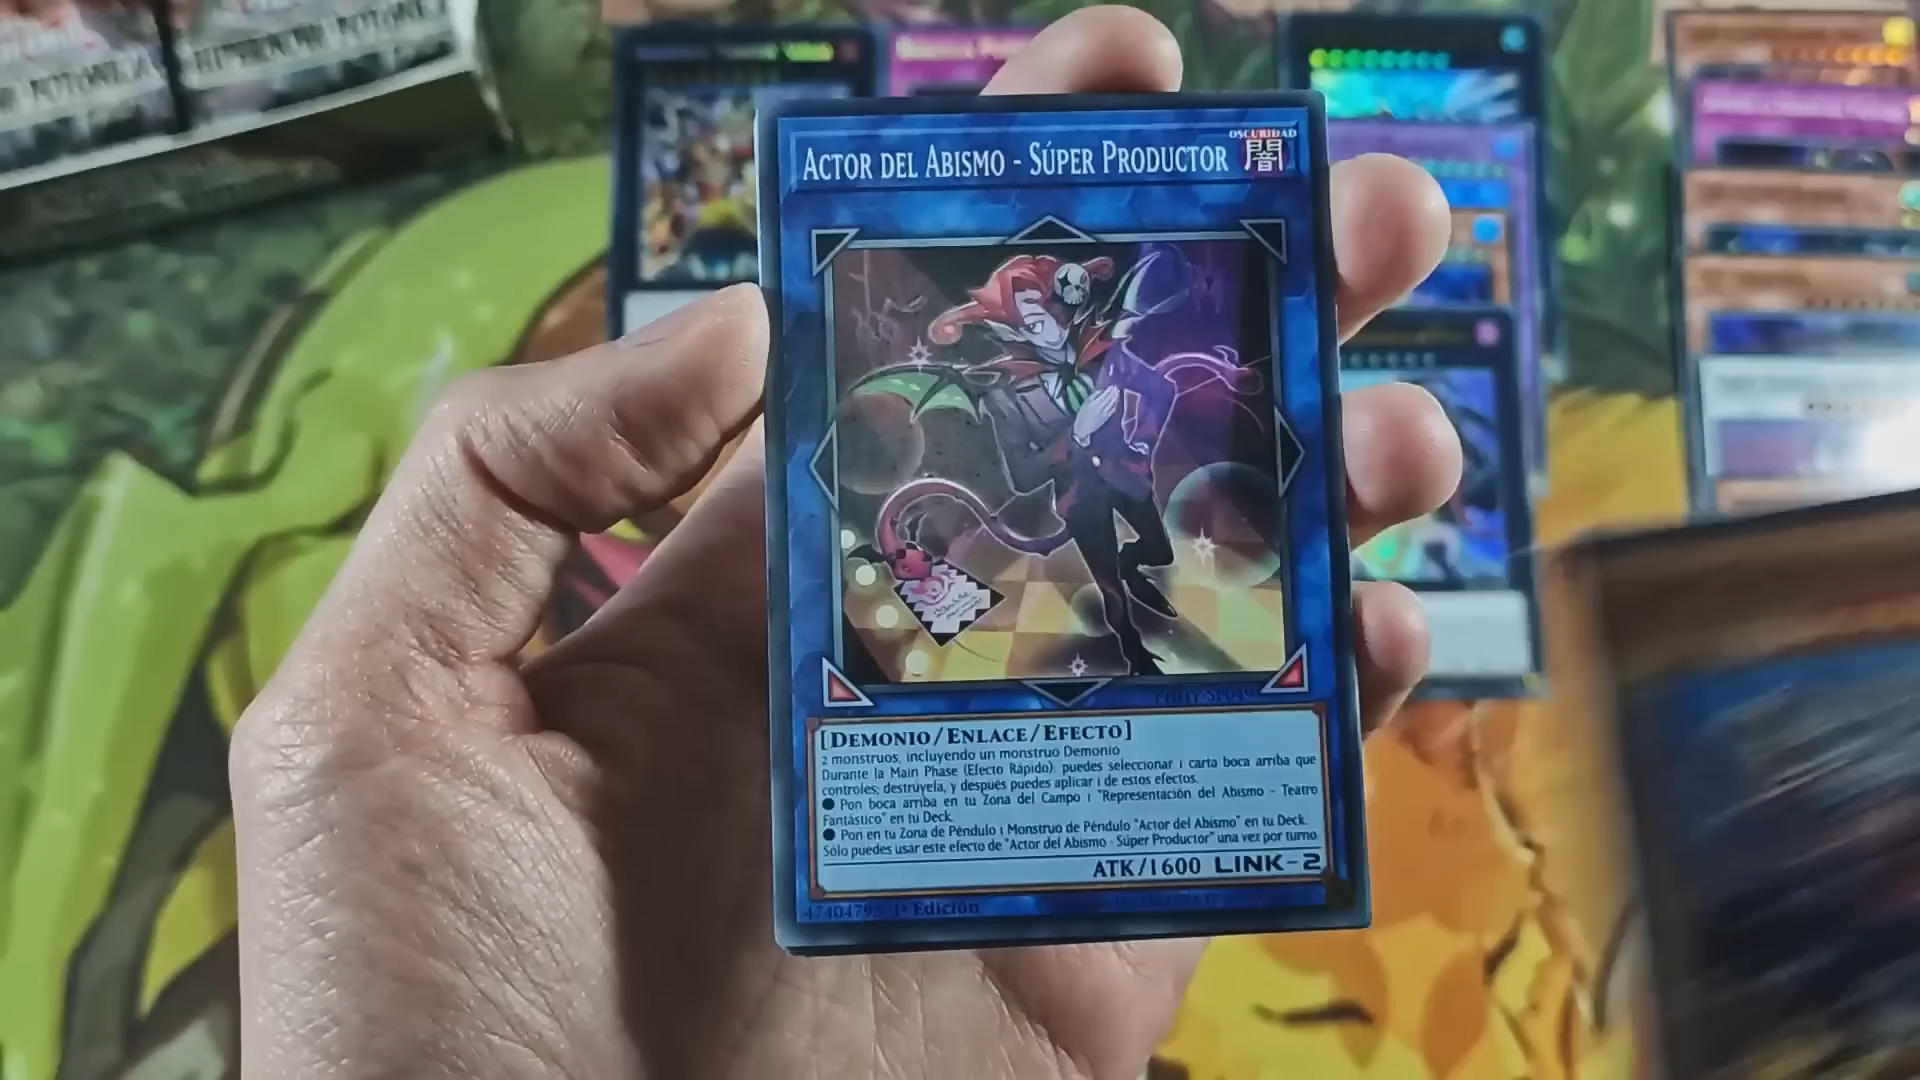 OSCURIDAD
ACTOR DEL ABISMO - SÚPER PRODUCTOR 闇
[DEMONIO/ENLACE/EFECTO]
2 monstruos, incluyendo un monstruo Demonio
Durante la Main Phase (Efecto Rápido): puedes seleccionar 1 carta boca arriba que
controles; destrúyela, y después puedes aplicar 1 de estos efectos.
● Pon boca arriba en tu Zona del Campo 1 "Representación del Abismo - Teatro
Fantástico" en tu Deck.
● Pon en tu Zona de Péndulo 1 Monstruo de Péndulo "Actor del Abismo" en tu Deck.
Sólo puedes usar este efecto de "Actor del Abismo - Súper Productor" una vez por turno.
ATK/1600 LINK-2
1ª Edición